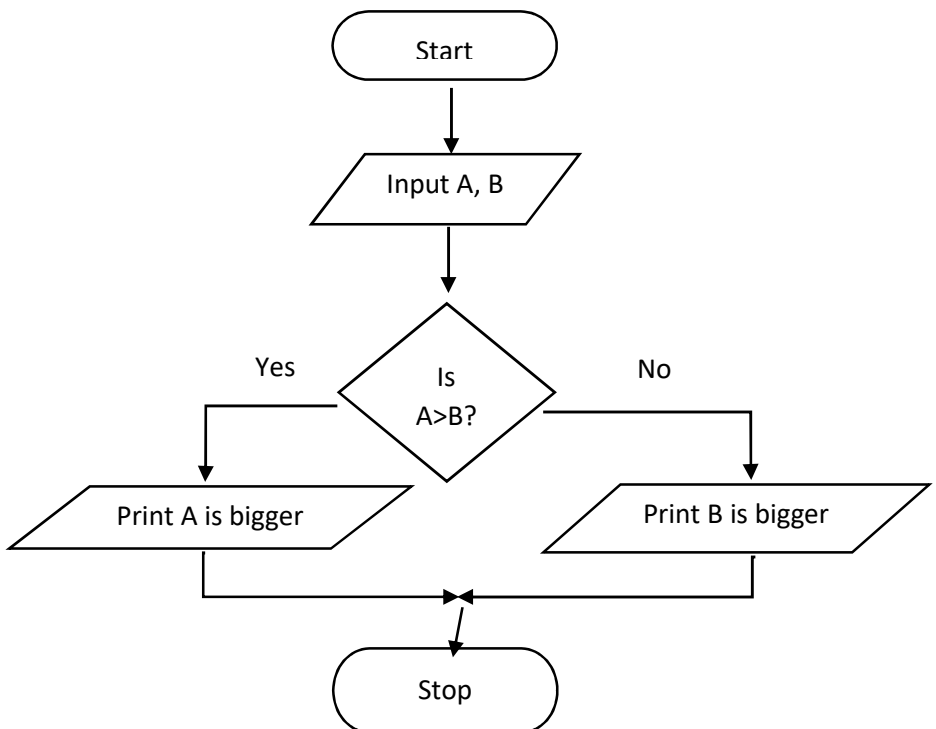 Start
Input A, B
Yes
Is
A>B?
No
Print A is bigger
Print B is bigger
Stop